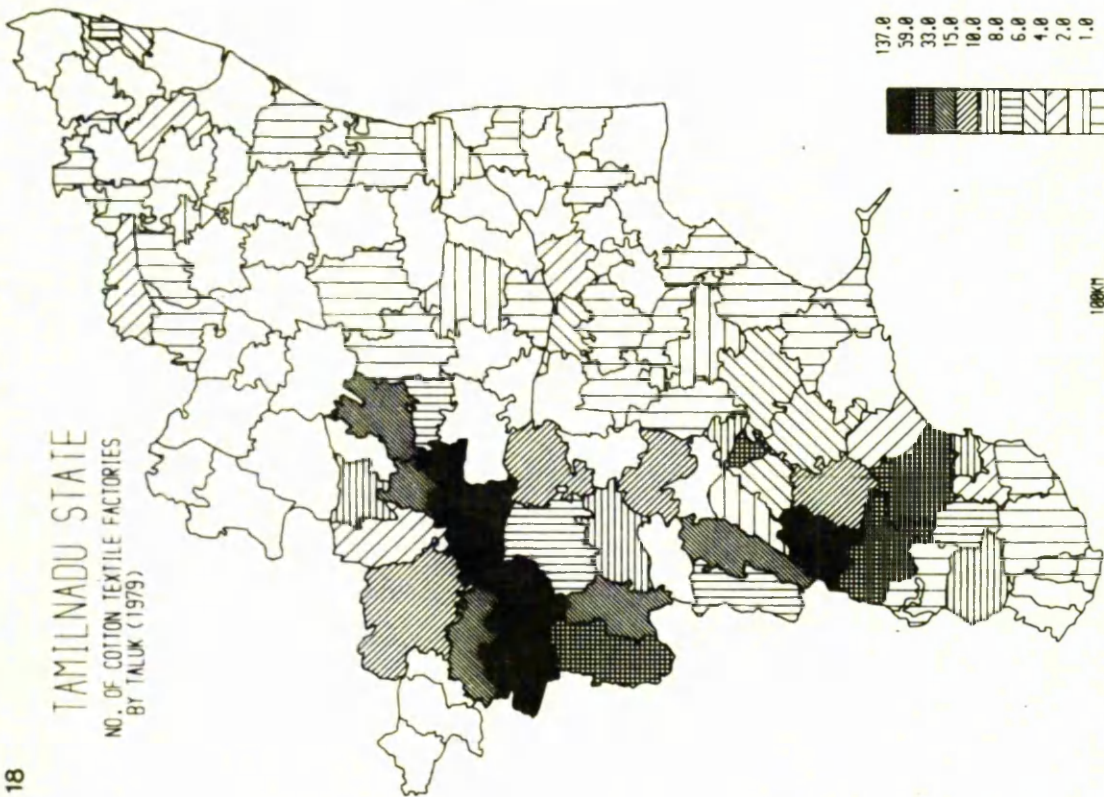 18
TAMILNADU STATE
NO. OF COTTON TEXTILE FACTORIES
BY TALUK (1979)
137.0
59.0
33.0
15.0
10.0
8.0
6.0
4.0
2.0
1.0
100KM